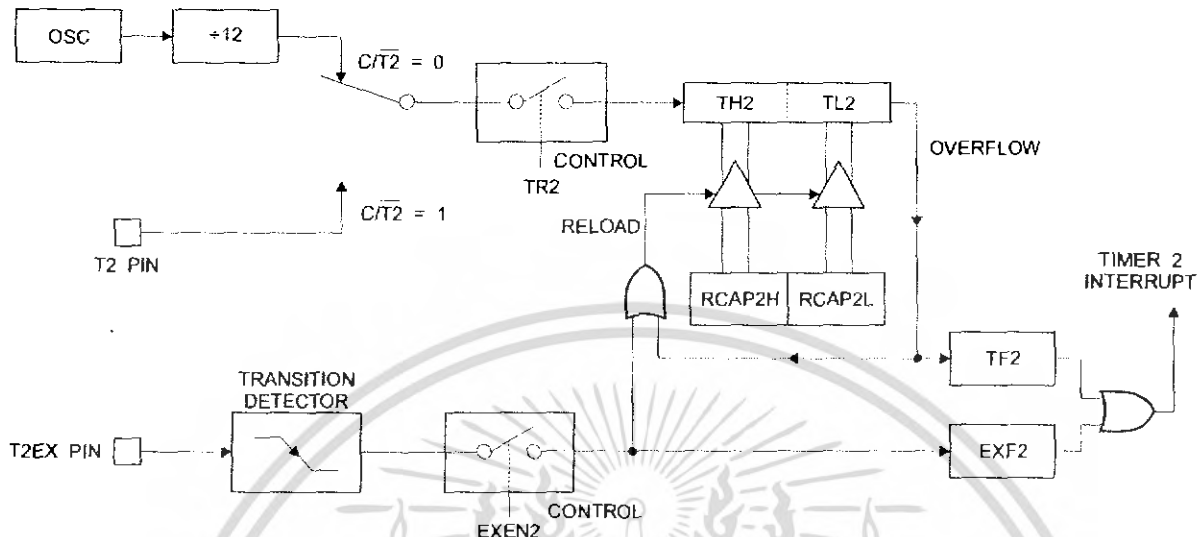 OSC
÷12
C/T2 = 0
TH2
TL2
OVERFLOW
CONTROL
TR2
C/T2 = 1
RELOAD
T2 PIN
TIMER 2
INTERRUPT
RCAP2H
RCAP2L
TF2
TRANSITION
DETECTOR
T2EX PIN
EXF2
CONTROL
EXEN2